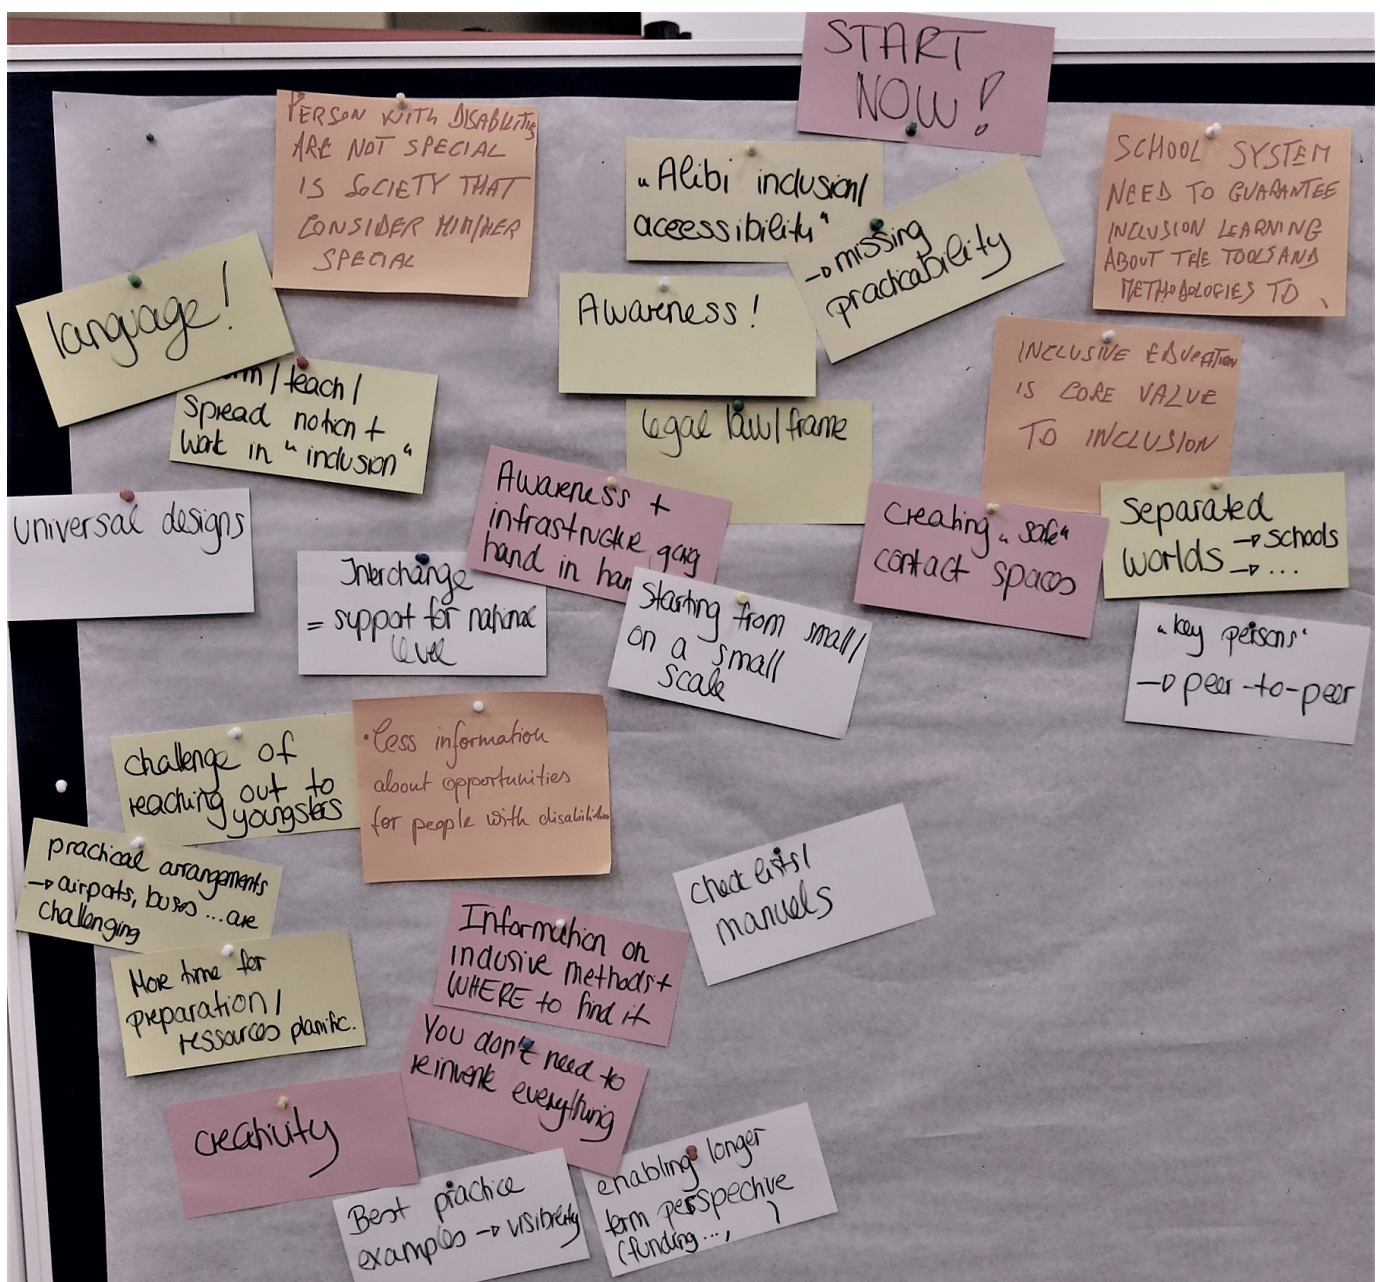 START
NOW!
PERSON WITH DISABILITIES
ARE NOT SPECIAL
IS SOCIETY THAT
CONSIDER HIM/HER
SPECIAL
„Alibi inclusion/
accessibility“
→ missing
practicability
SCHOOL SYSTEM
NEED TO GUARANTEE
INCLUSION LEARNING
ABOUT THE TOOLS AND
METHODOLOGIES TO
language!
Awareness!
INCLUSIVE EDUCATION
IS CORE VALUE
TO INCLUSION
/ teach /
spread notion +
work in "inclusion"
legal law/frame
Awareness +
infrastructure going
hand in
Creating „safe“
contact spaces
Separated
worlds → schools
→ ...
universal designs
Interchange
= support for national
level
Starting from small/
on a small
scale
„key persons“
→ peer-to-peer
challenge of
reaching out to
youngsters
• less information
about opportunities
for people with disabilities
practical arrangements
→ airports, buses ... are
challenging
check lists/
manuels
Information on
inclusive methods +
WHERE to find it
More time for
preparation /
ressources planific.
You don't need to
reinvent everything
creativity
Best practice
examples → visibility
enabling longer
term perspective
(funding ..., )